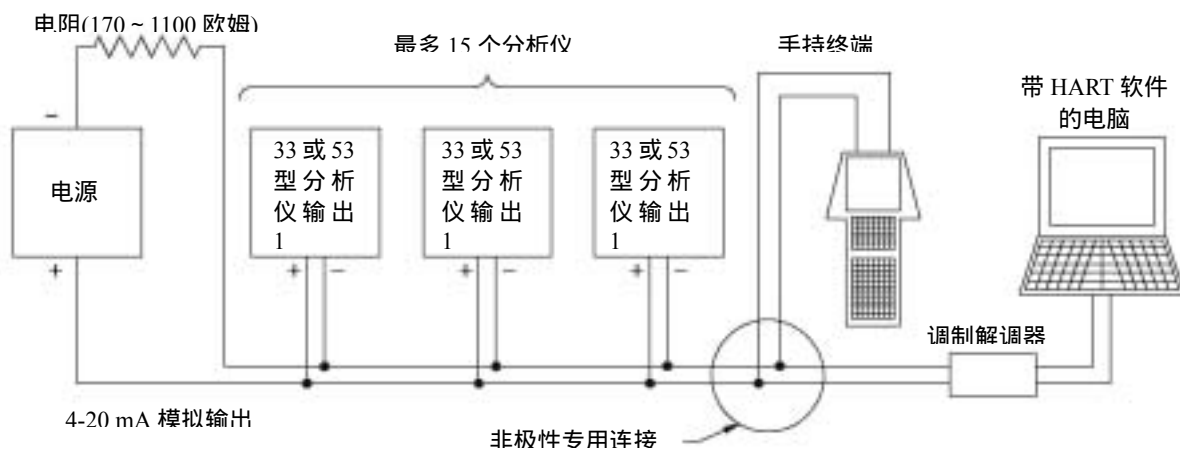 电阻(170 ~ 1100 欧姆)
最多 15 个分析仪
手持终端
带 HART 软件
的电脑
−
电源
+
33 或 53
型 分 析
仪 输 出
1
+ −
33 或 53
型 分 析
仪 输 出
1
+ −
33 或 53
型 分 析
仪 输 出
1
+ −
调制解调器
4-20 mA 模拟输出
非极性专用连接